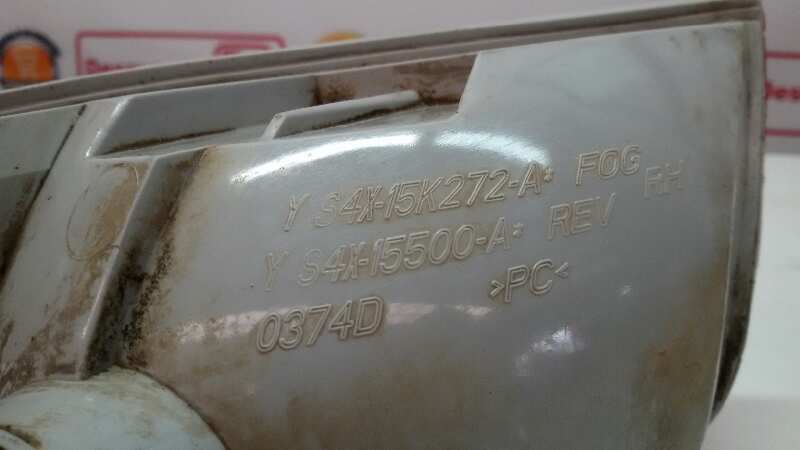 Y S4X-15K272-A* FOG
Y S4X-15500-A* REV RH
0374D >PC<